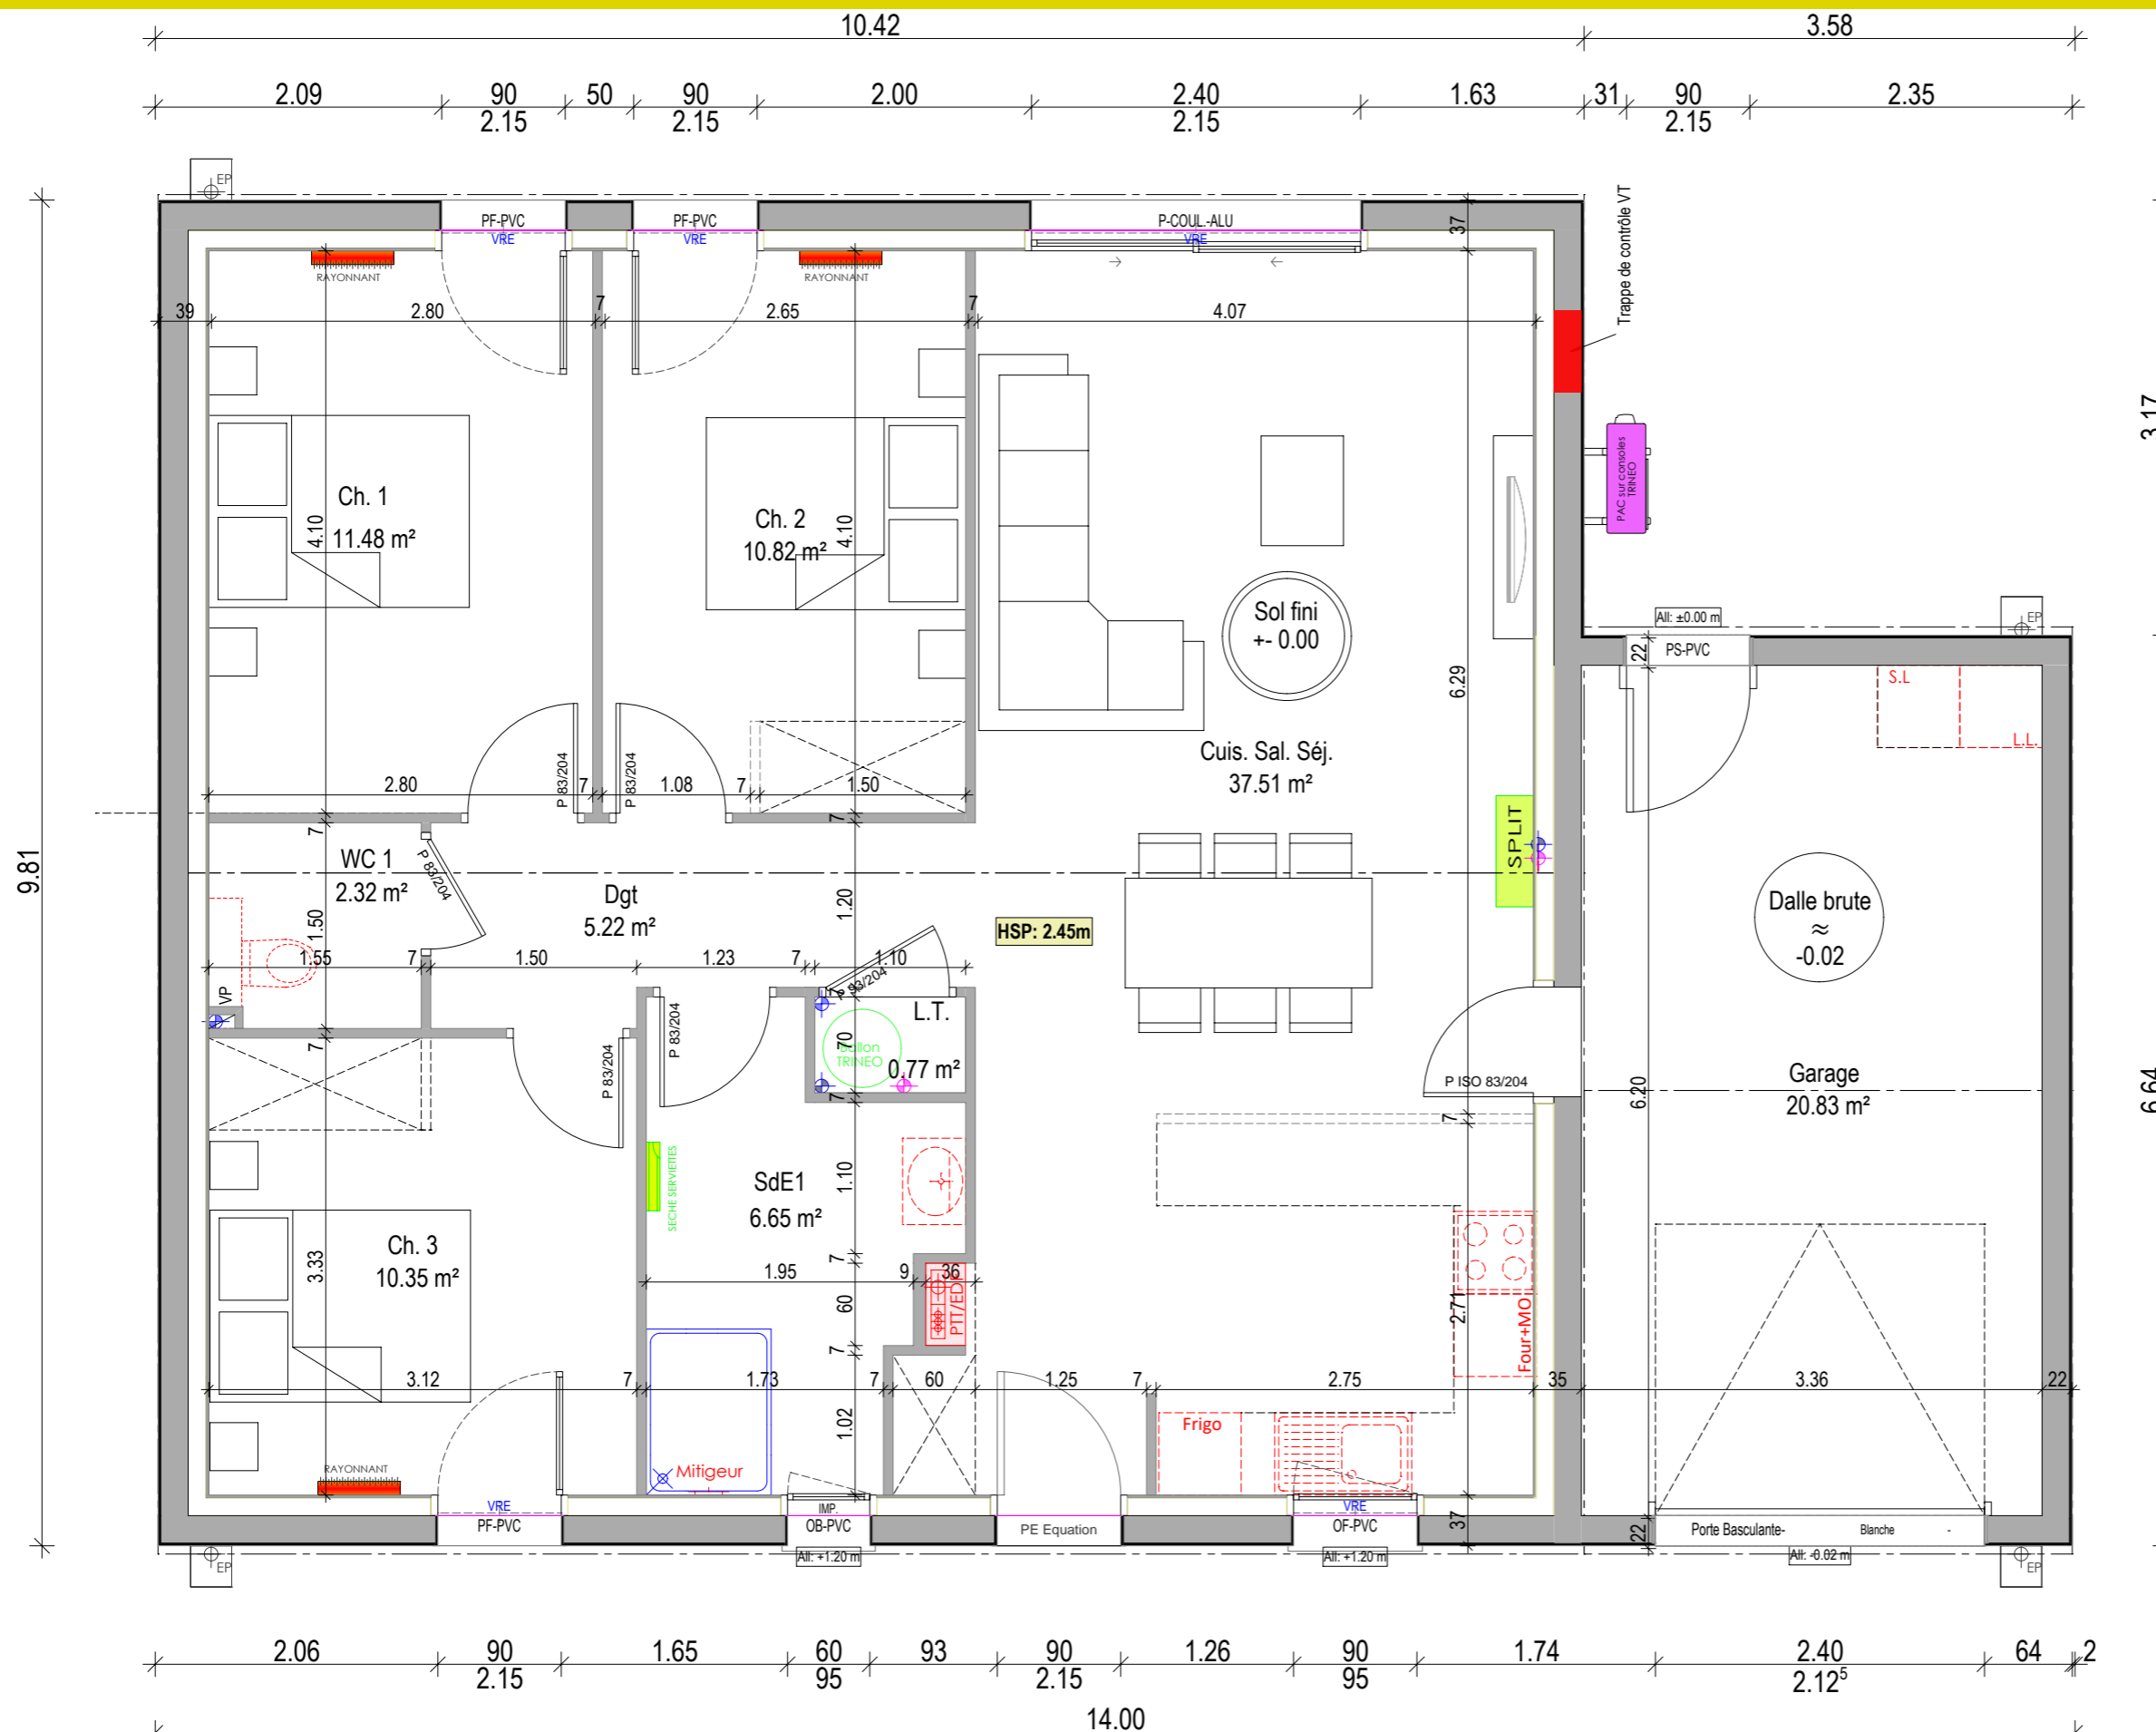 10.42 3.58
2.09 90 50 90 2.00 2.40 1.63 31 90 2.35
2.15 2.15 2.15 2.15
EP
PF-PVC PF-PVC P-COUL.-ALU
VRE VRE VRE
37
Trappe de contrôle VT
RAYONNANT RAYONNANT
39 2.80 7 2.65 7 4.07
3.17
PAC sur consoles
TRINEO
Ch. 1
11.48 m²
4.10
Ch. 2
10.82 m²
4.10
Sol fini
+- 0.00
All: ±0.00 m
EP
22
PS-PVC
S.L
L.L.
6.29
Cuis. Sal. Séj.
37.51 m²
P 83/204 P 83/204
2.80 7 1.08 7 1.50
7 7
SPLIT
9.81
WC 1
2.32 m²
P 83/204
Dgt
5.22 m²
1.50
1.20
HSP: 2.45m
Dalle brute
≈
-0.02
1.55 7 1.50 1.23 7 1.10
P 93/204
7
VP
L.T.
7
P 83/204
P 83/204
70
Ballon
TRINEO
0.77 m²
7
P ISO 83/204
7
6.20
Garage
20.83 m²
6.64
SECHE SERVIETTES
SdE1
6.65 m²
1.10
Ch. 3
10.35 m²
3.33
7
1.95 9 36
PTT/EDF
60
2.71
Four+MO
7
3.12 7 1.73 7 60 1.25 7 2.75 35 3.36 22
1.02
Frigo
Mitigeur
RAYONNANT
VRE IMP. VRE
PF-PVC OB-PVC PE Equation OF-PVC
37
22
Porte Basculante- Blanche -
All: +1.20 m All: +1.20 m All: -0.02 m
EP EP
2.06 90 1.65 60 93 90 1.26 90 1.74 2.40 64 2
2.15 95 2.15 95 2.12⁵
14.00